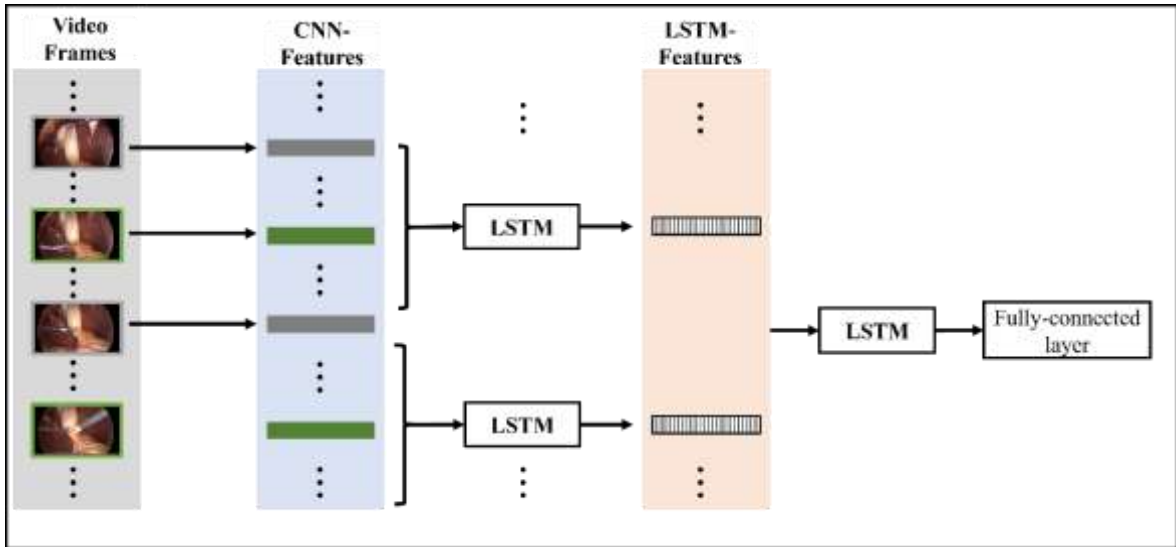 Video
Frames
CNN-
Features
LSTM-
Features
LSTM
LSTM
LSTM
Fully-connected
layer